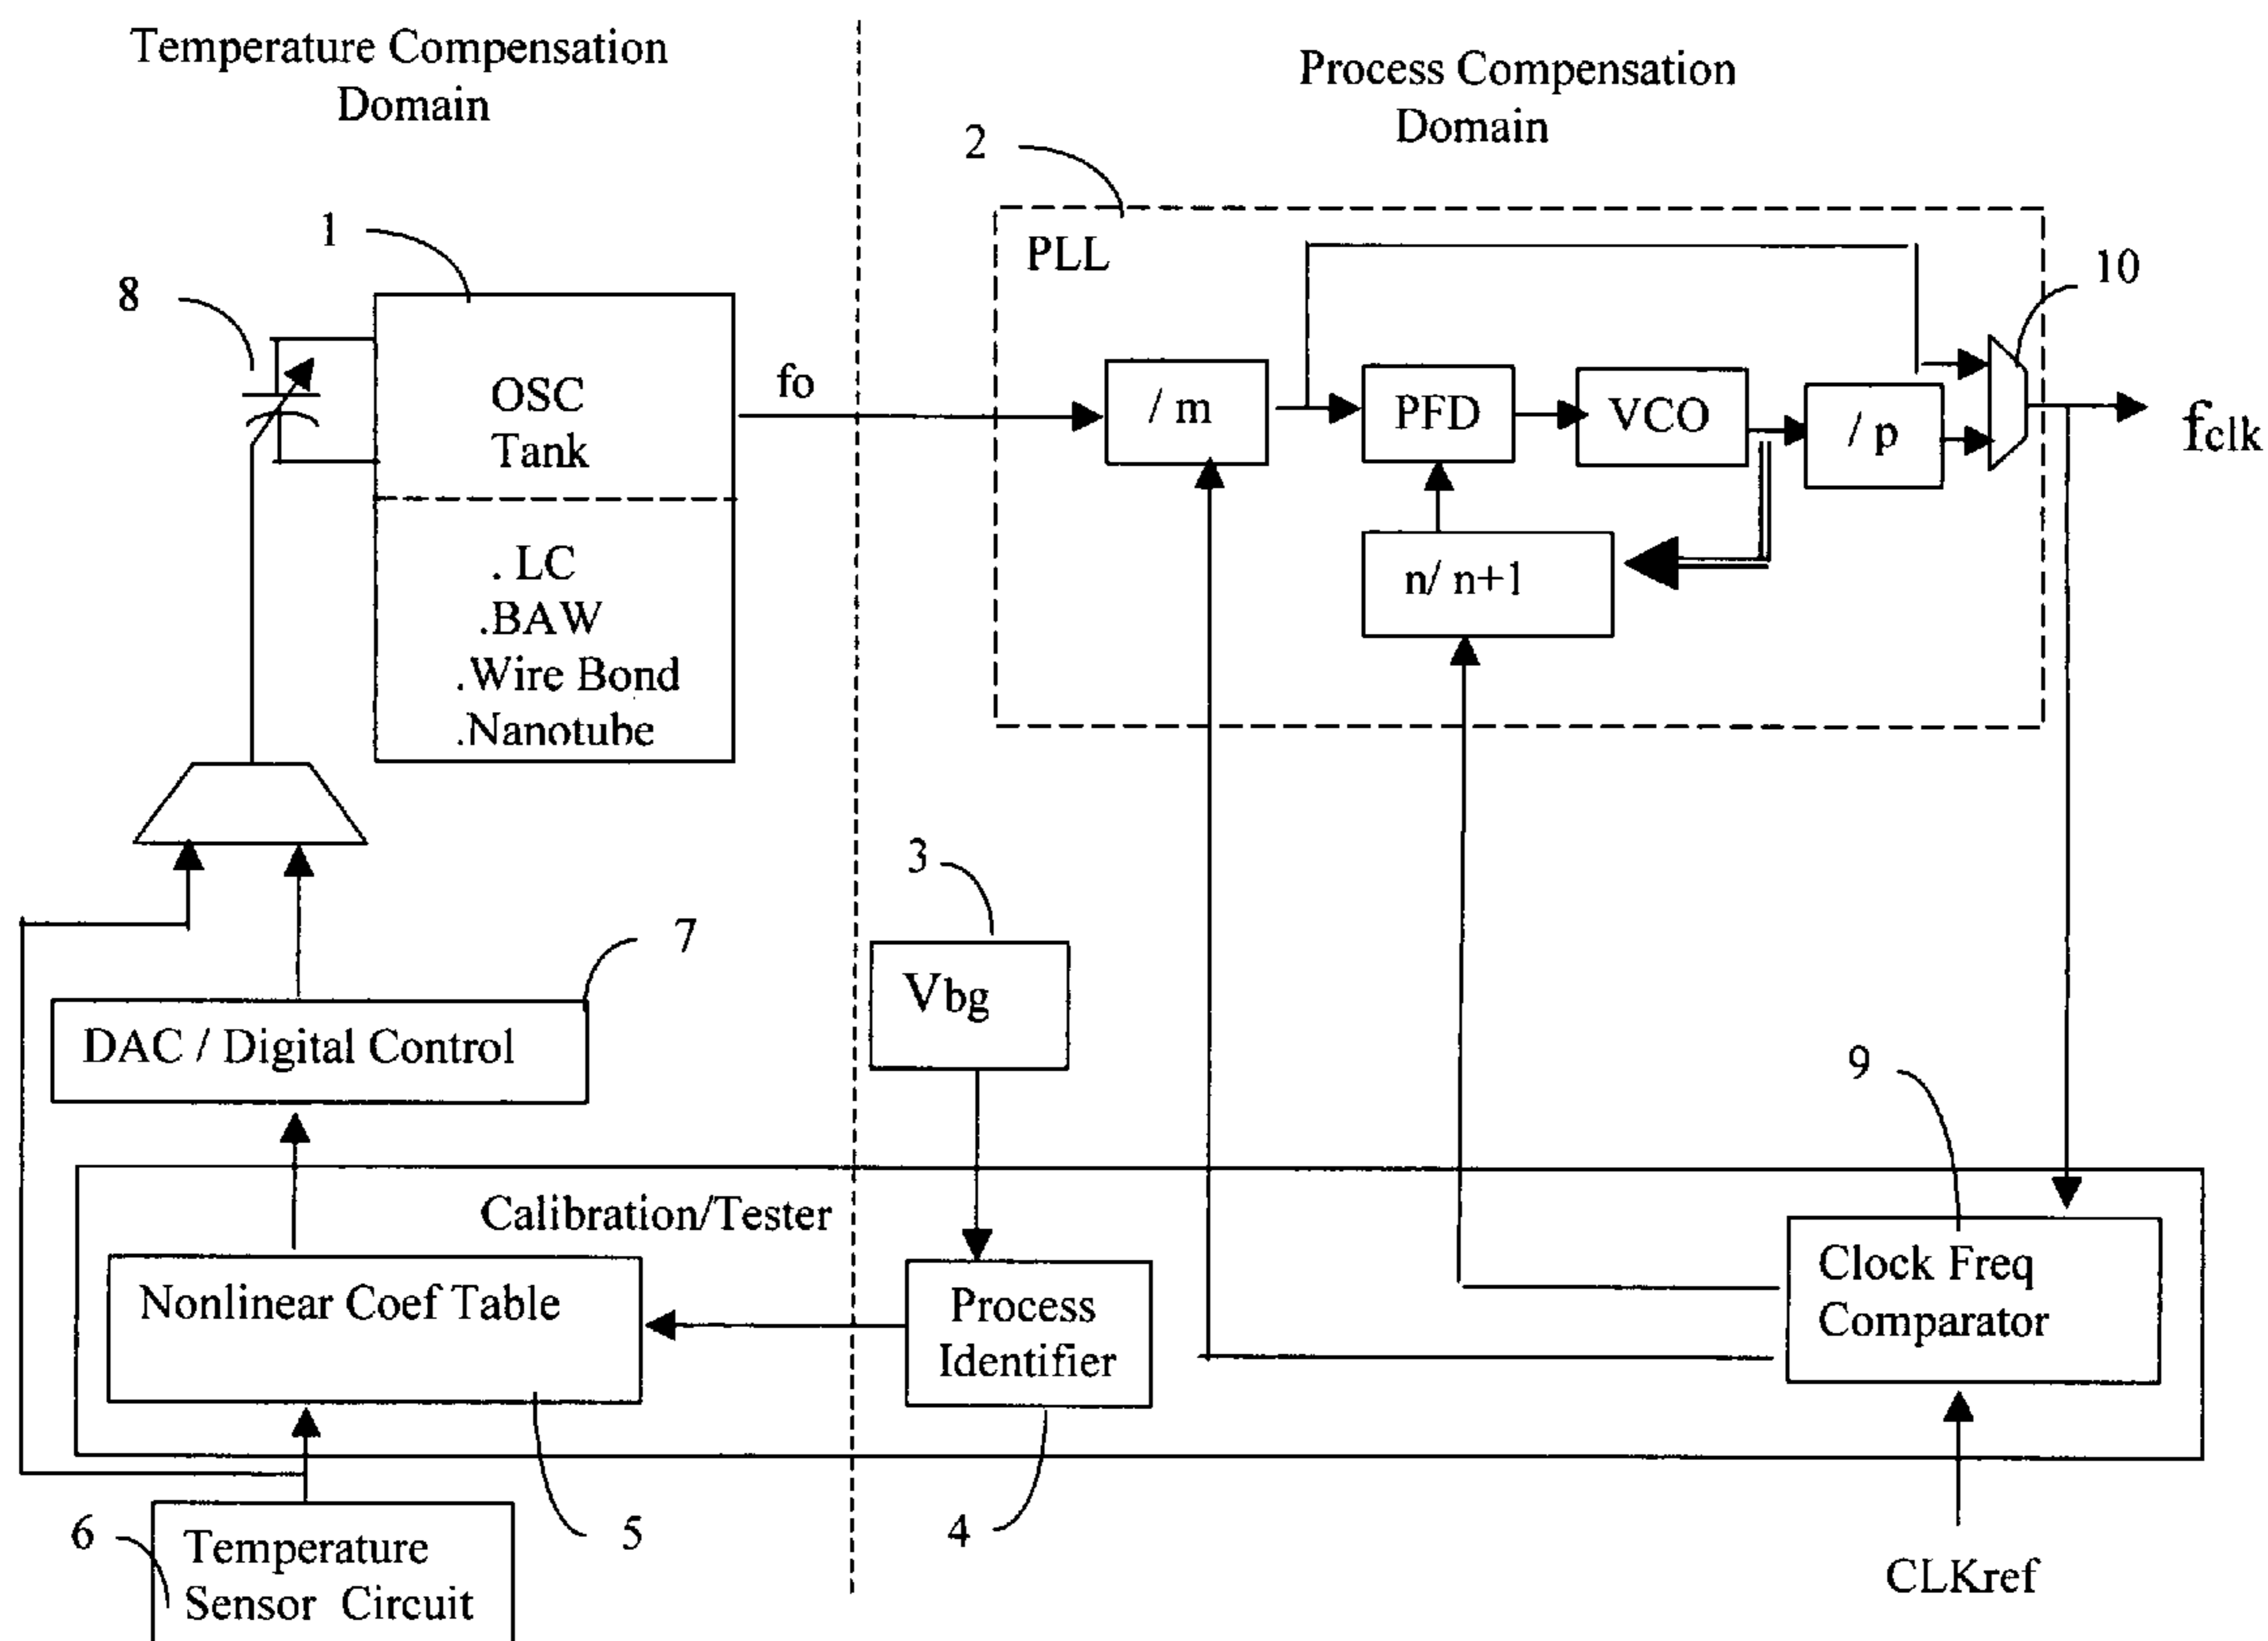 Temperature Compensation
Domain
Process Compensation
Domain
2
1
PLL
10
8
fo
OSC
Tank
/ m
PFD
VCO
/ p
fclk
. LC
.BAW
.Wire Bond
.Nanotube
n/ n+1
3
7
Vbg
DAC / Digital Control
9
Calibration/Tester
Nonlinear Coef Table
Process
Identifier
Clock Freq
Comparator
6
5
4
Temperature
Sensor Circuit
CLKref